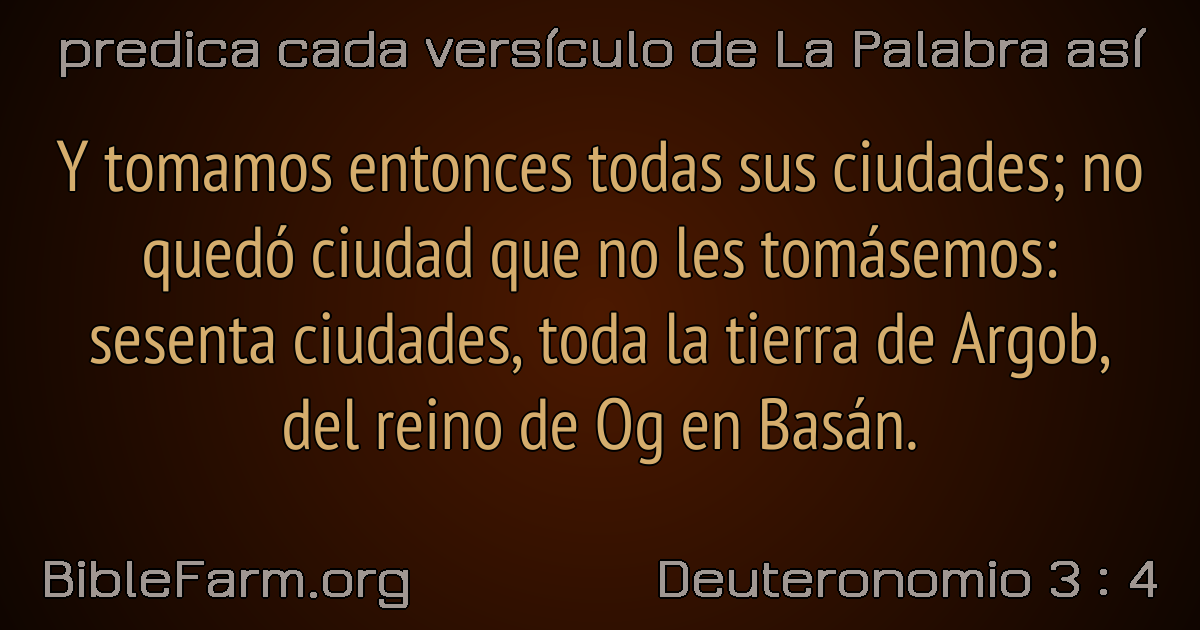 predica cada versículo de La Palabra así
Y tomamos entonces todas sus ciudades; no
quedó ciudad que no les tomásemos:
sesenta ciudades, toda la tierra de Argob,
del reino de Og en Basán.
BibleFarm.org
Deuteronomio 3 : 4